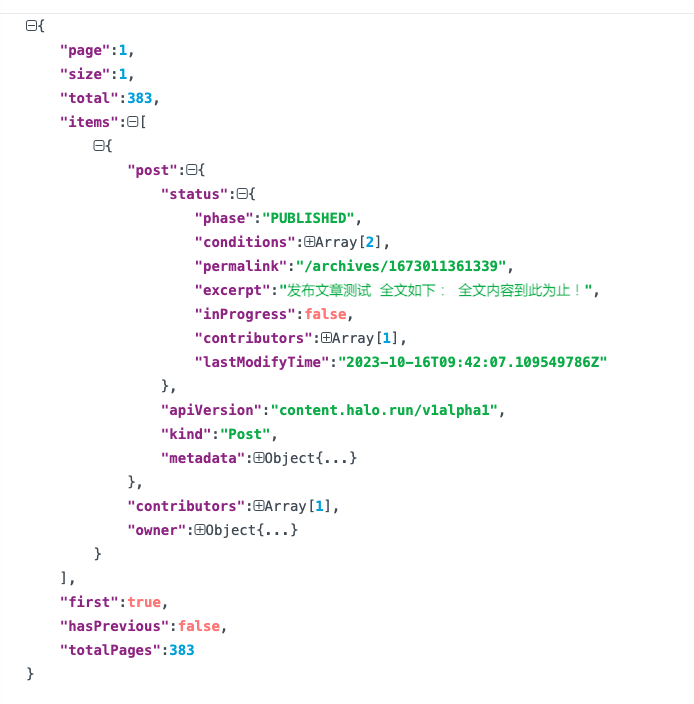 {
"page":1,
"size":1,
"total":383,
"items":[
{
"post":{
"status":{
"phase":"PUBLISHED",
"conditions":Array[2],
"permalink":"/archives/1673011361339",
"excerpt":"发布文章测试 全文如下： 全文内容到此为止！",
"inProgress":false,
"contributors":Array[1],
"lastModifyTime":"2023-10-16T09:42:07.109549786Z"
},
"apiVersion":"content.halo.run/v1alpha1",
"kind":"Post",
"metadata":Object{...}
},
"contributors":Array[1],
"owner":Object{...}
}
],
"first":true,
"hasPrevious":false,
"totalPages":383
}